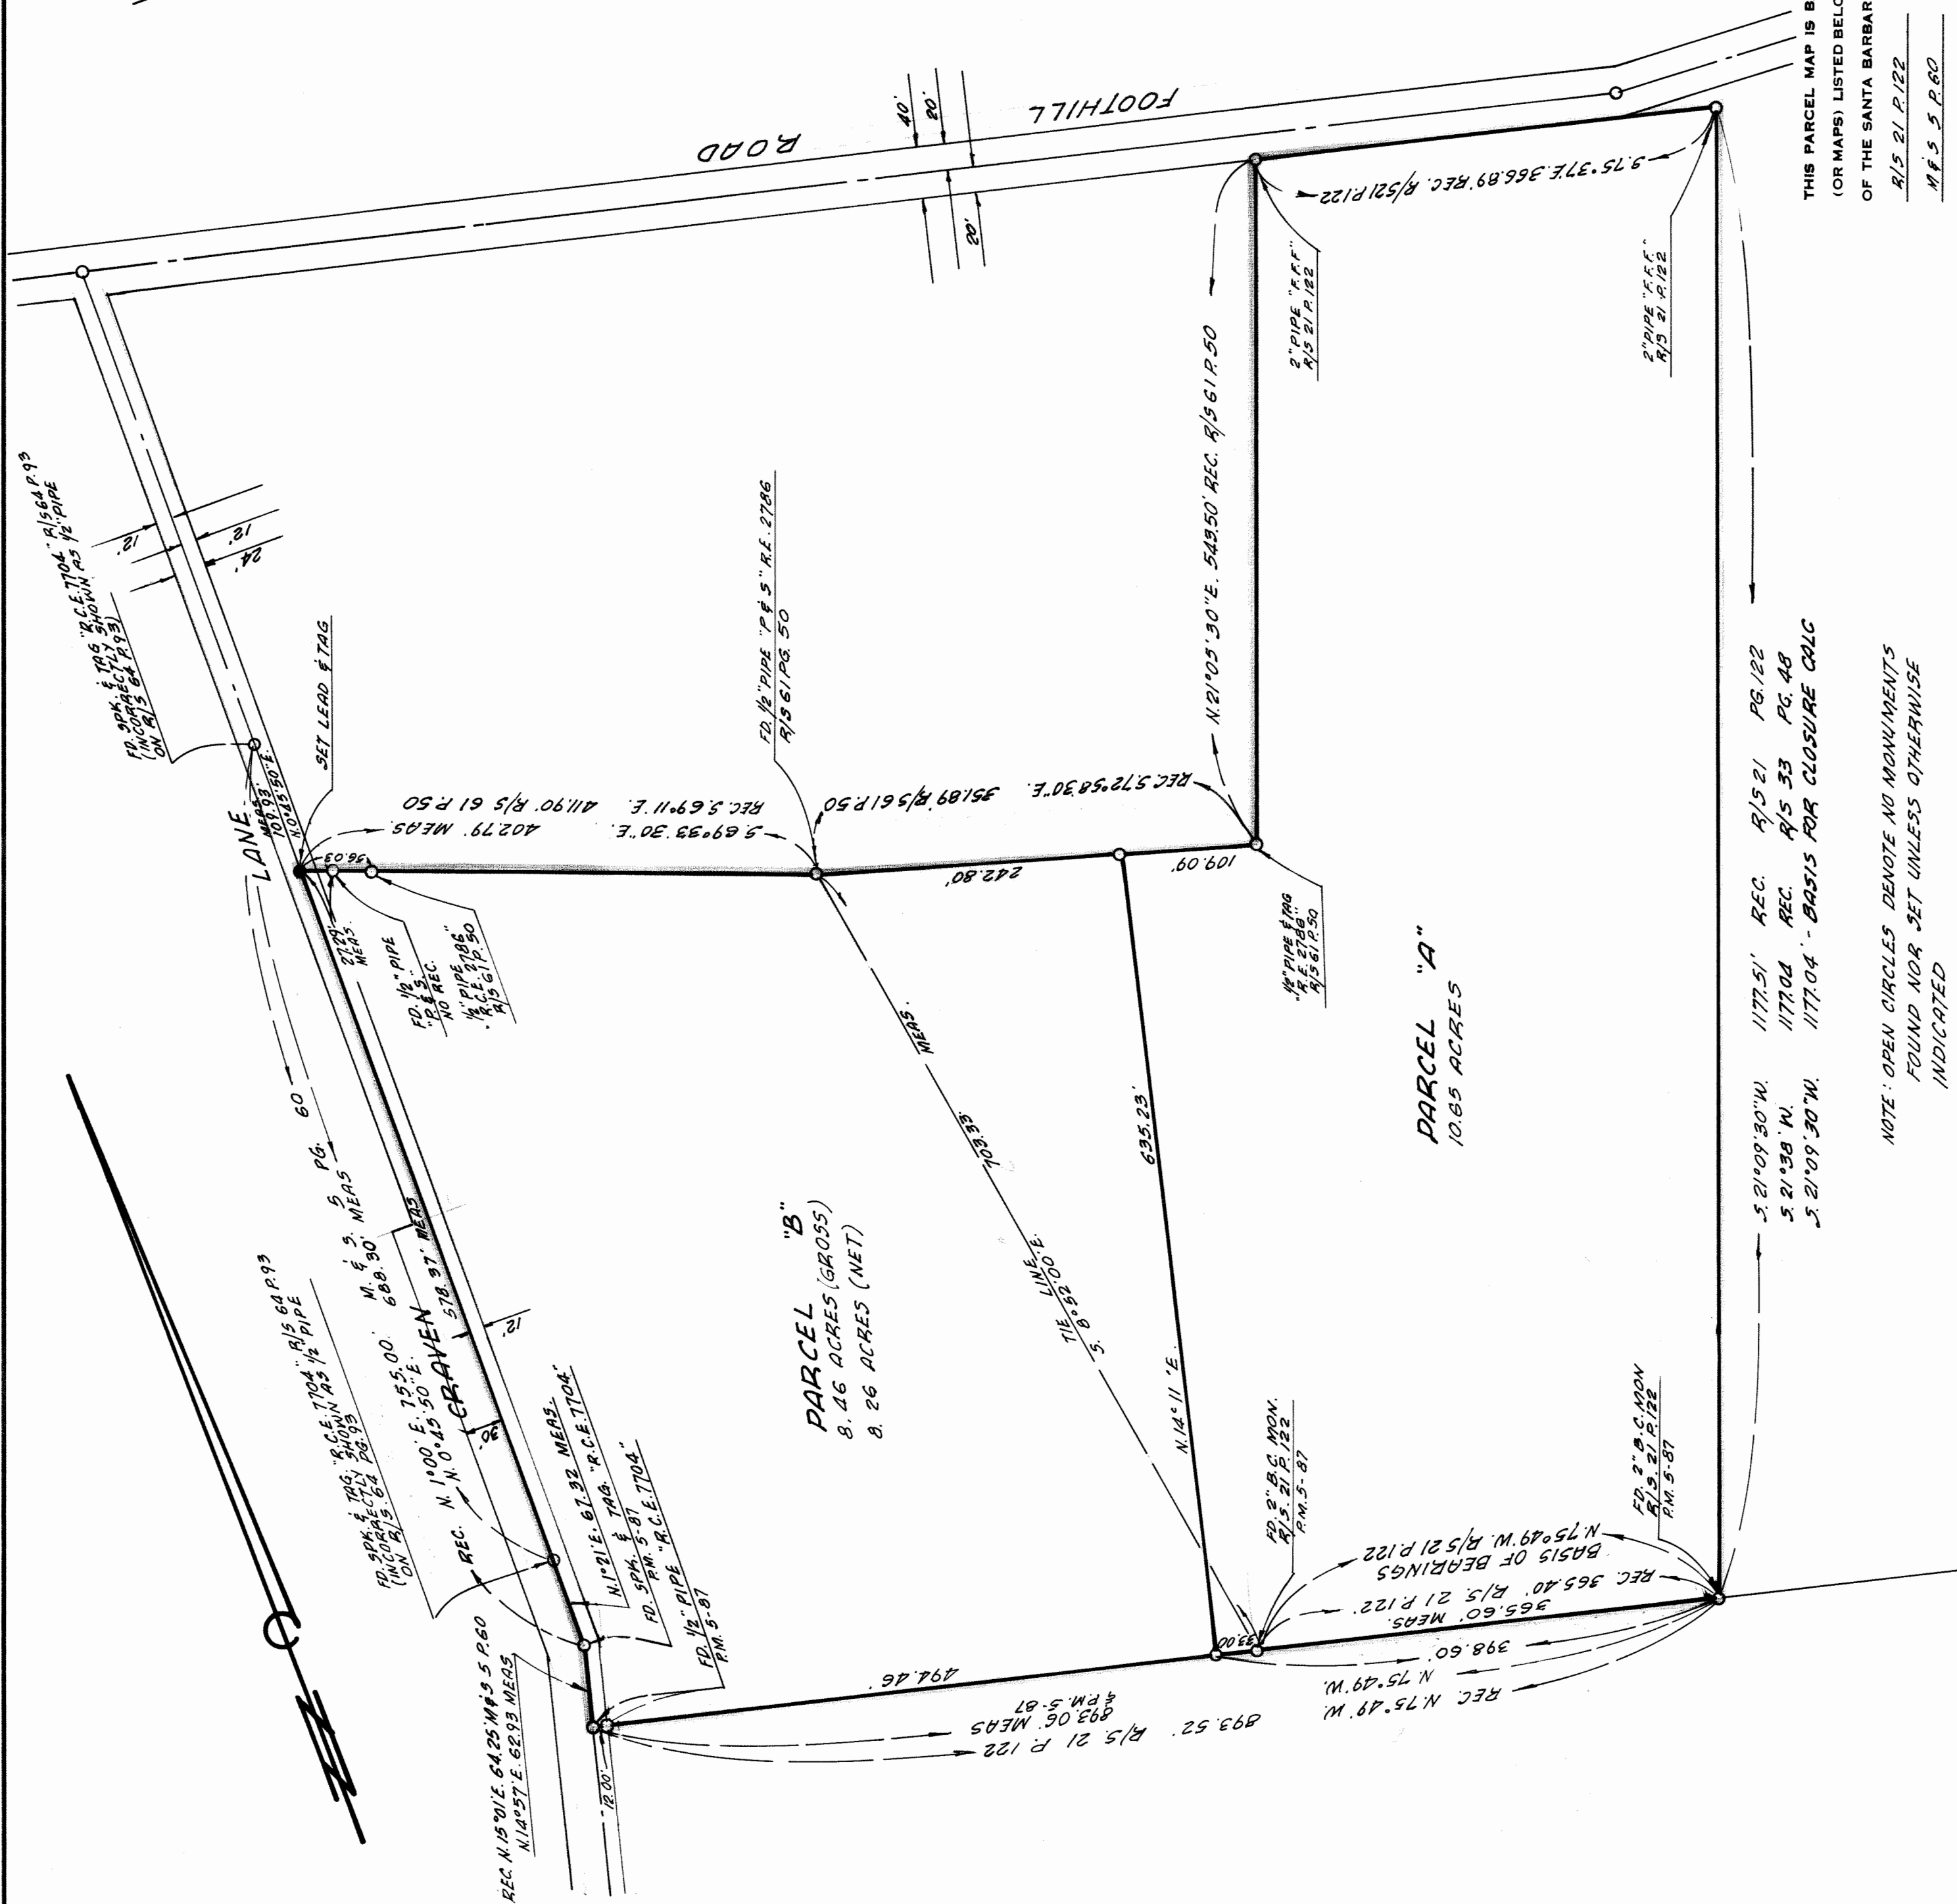 THIS PARCEL MAP IS B
(OR MAPS) LISTED BELO
OF THE SANTA BARBAR
R/S 21 P.122
M & S 5 P.60
FOOTHILL
ROAD
40'
20'
20'
FD. SPK. & TAG "R.C.E. 7704" R/S 64 P.93
(INCORRECTLY SHOWN AS 1/2" PIPE
ON R/S 64 P.93)
12'
12'
24'
LANE
MEAS.
109.93'
N.0°45'50"E.
SET LEAD & TAG
56.03'
27.29'
MEAS.
FD. 1/2" PIPE
"P. & S."
NO REC.
1/2" PIPE
"R.C.E. 2786"
R/S 61 P.50
S.69°33'30"E. 402.79' MEAS.
REC. S.69°11'E. 411.90' R/S 61 P.50
FD. 1/2" PIPE "P & S" R.E. 2786
R/S 61 PG. 50
REC. S.72°58'30"E. 351.89' R/S 61 P.50
242.80'
109.09'
1/2" PIPE & TAG
"R.E. 2786"
R/S 61 P.50
N.21°05'30"E. 543.50' REC. R/S 61 P.50
2" PIPE "F.F.F."
R/S 21 P.122
S.75°37'E. 366.89' REC. R/S 21 P.122
2" PIPE "F.F.F."
R/S 21 P.122
M. & S. 5 PG. 60
688.30' MEAS
REC. N.1°00'E. 755.00'
N.0°45'50"E.
578.37' MEAS
CRAVEN
30'
12'
FD. SPK. & TAG "R.C.E. 7704" R/S 64 P.93
(INCORRECTLY SHOWN AS 1/2" PIPE
ON R/S 64 PG. 93
N.1°21'E. 67.32 MEAS.
FD. SPK. & TAG. "R.C.E. 7704"
P.M. 5-87
FD. 1/2" PIPE "R.C.E. 7704"
P.M. 5-87
REC. N.15°01'E. 64.25' M & S 5 P.60
N.14°57'E. 62.93 MEAS
12.00'
PARCEL "B"
8.46 ACRES (GROSS)
8.26 ACRES (NET)
MEAS.
703.33'
TIE LINE
S. 8°52'00"E.
635.23'
N.14°11'E.
PARCEL "A"
10.65 ACRES
FD. 2" B.C. MON.
R/S. 21 P.122
P.M. 5-87
FD. 2" B.C. MON
R/S. 21 P.122
P.M. 5-87
BASIS OF BEARINGS
N.75°49'W. R/S 21 P.122
REC 365.40' R/S. 21 P.122
365.60' MEAS.
33.00'
398.60'
N.75°49'W.
REC. N.75°49'W.
494.46'
893.06' MEAS
& P.M. 5-87
893.52' R/S. 21 P.122
S. 21°09'30"W. 1177.51' REC. R/S 21 PG.122
S. 21°38'W. 1177.04 REC. R/S 33 PG. 48
S. 21°09'30"W. 1177.04' - BASIS FOR CLOSURE CALC
NOTE: OPEN CIRCLES DENOTE NO MONUMENTS
FOUND NOR SET UNLESS OTHERWISE
INDICATED
N